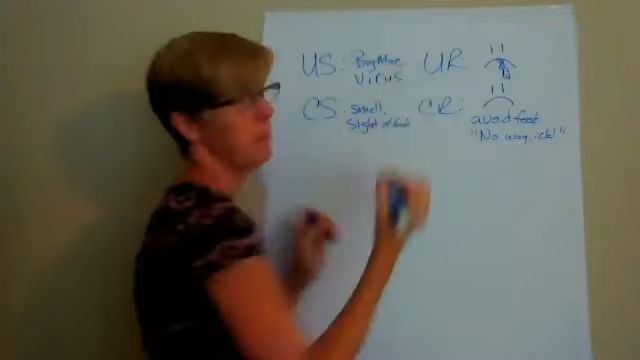 US: Big Mac UR
virus
CS smell CR:
sight of food avoid food
"No way, ick!"